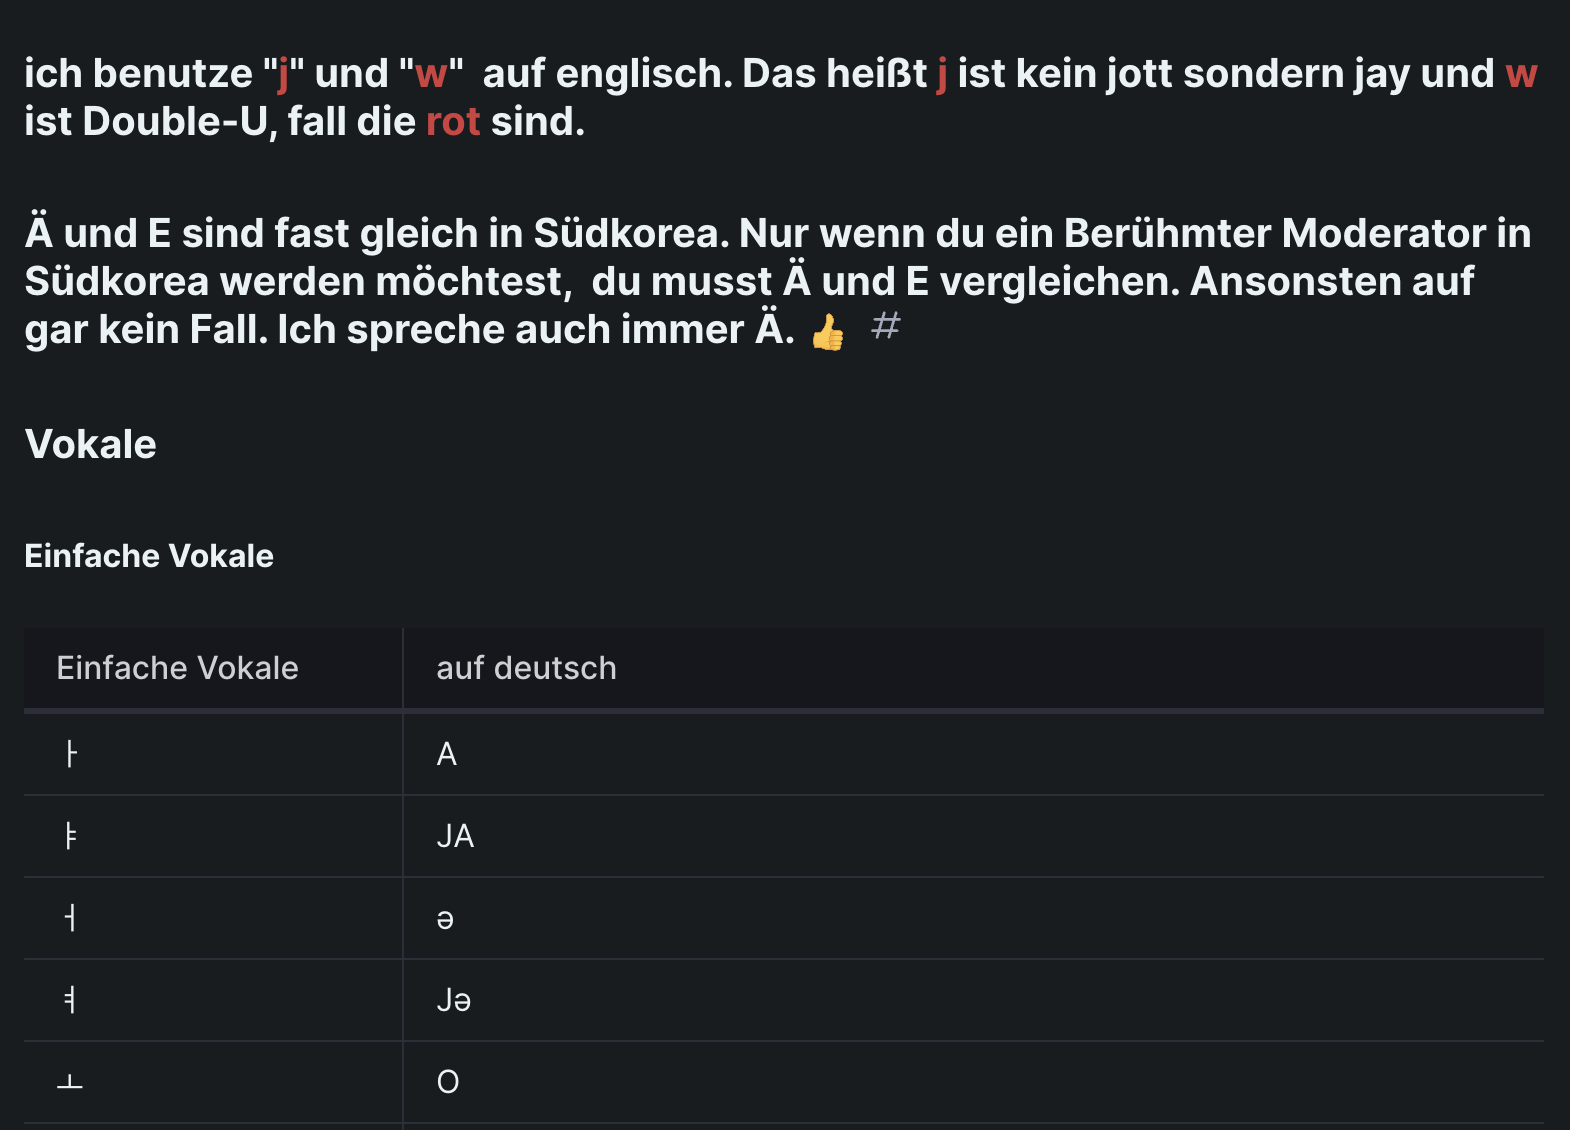 ich benutze "j" und "w"  auf englisch. Das heißt j ist kein jott sondern jay und w
ist Double-U, fall die rot sind.
Ä und E sind fast gleich in Südkorea. Nur wenn du ein Berühmter Moderator in
Südkorea werden möchtest,  du musst Ä und E vergleichen. Ansonsten auf
gar kein Fall. Ich spreche auch immer Ä. 👍 #
Vokale
Einfache Vokale
Einfache Vokale auf deutsch
ㅏ A
ㅑ JA
ㅓ ə
ㅕ Jə
ㅗ O